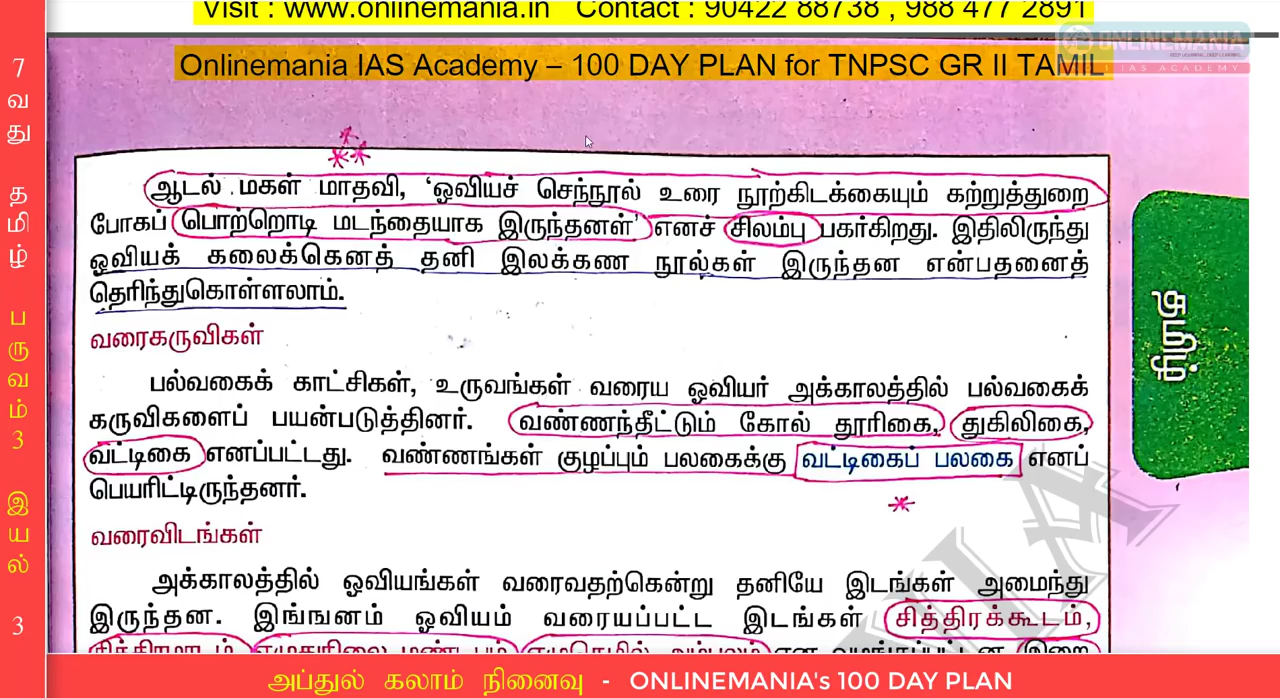 Visit : www.onlinemania.in Contact : 90422 88738 , 988 477 2891
ONLINEMANIA
IAS ACADEMY
Onlinemania IAS Academy – 100 DAY PLAN for TNPSC GR II TAMIL
7வது தமிழ் பருவம் 3 இயல் 3
ஆடல் மகள் மாதவி, ‘ஓவியச் செந்நூல் உரை நூற்கிடக்கையும் கற்றுத்துறை
போகப் பொற்றொடி மடந்தையாக இருந்தனள்’ எனச் சிலம்பு பகர்கிறது. இதிலிருந்து
ஓவியக் கலைக்கெனத் தனி இலக்கண நூல்கள் இருந்தன என்பதனைத்
தெரிந்துகொள்ளலாம்.
வரைகருவிகள்
பல்வகைக் காட்சிகள், உருவங்கள் வரைய ஓவியர் அக்காலத்தில் பல்வகைக்
கருவிகளைப் பயன்படுத்தினர். வண்ணந்தீட்டும் கோல் தூரிகை, துகிலிகை,
வட்டிகை எனப்பட்டது. வண்ணங்கள் குழப்பும் பலகைக்கு வட்டிகைப் பலகை எனப்
பெயரிட்டிருந்தனர்.
வரைவிடங்கள்
அக்காலத்தில் ஓவியங்கள் வரைவதற்கென்று தனியே இடங்கள் அமைந்து
இருந்தன. இங்ஙனம் ஓவியம் வரையப்பட்ட இடங்கள் சித்திரக்கூடம்,
தமிழ்
அப்துல் கலாம் நினைவு - ONLINEMANIA's 100 DAY PLAN